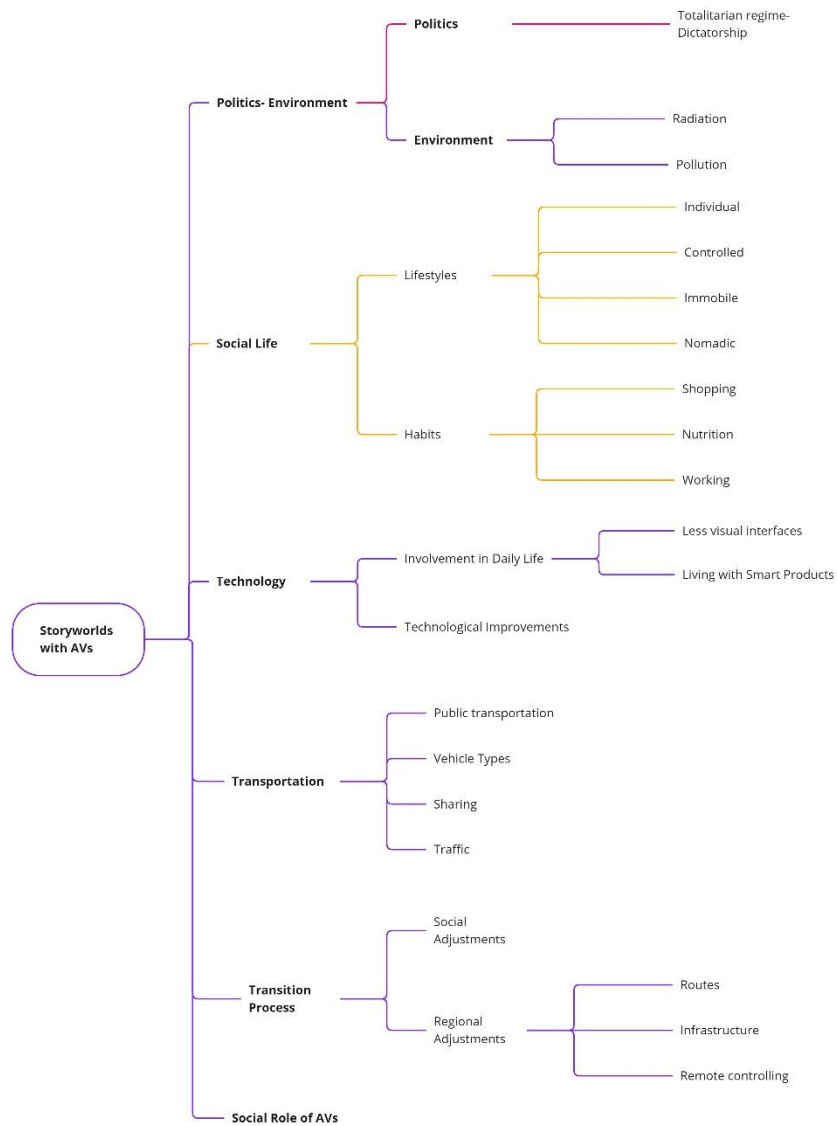 Politics
Totalitarian regime-
Dictatorship
Politics- Environment
Environment
Radiation
Pollution
Social Life
Lifestyles
Individual
Controlled
Immobile
Nomadic
Habits
Shopping
Nutrition
Working
Storyworlds
with AVs
Technology
Involvement in Daily Life
Less visual interfaces
Living with Smart Products
Technological Improvements
Transportation
Public transportation
Vehicle Types
Sharing
Traffic
Transition
Process
Social
Adjustments
Regional
Adjustments
Routes
Infrastructure
Remote controlling
Social Role of AVs